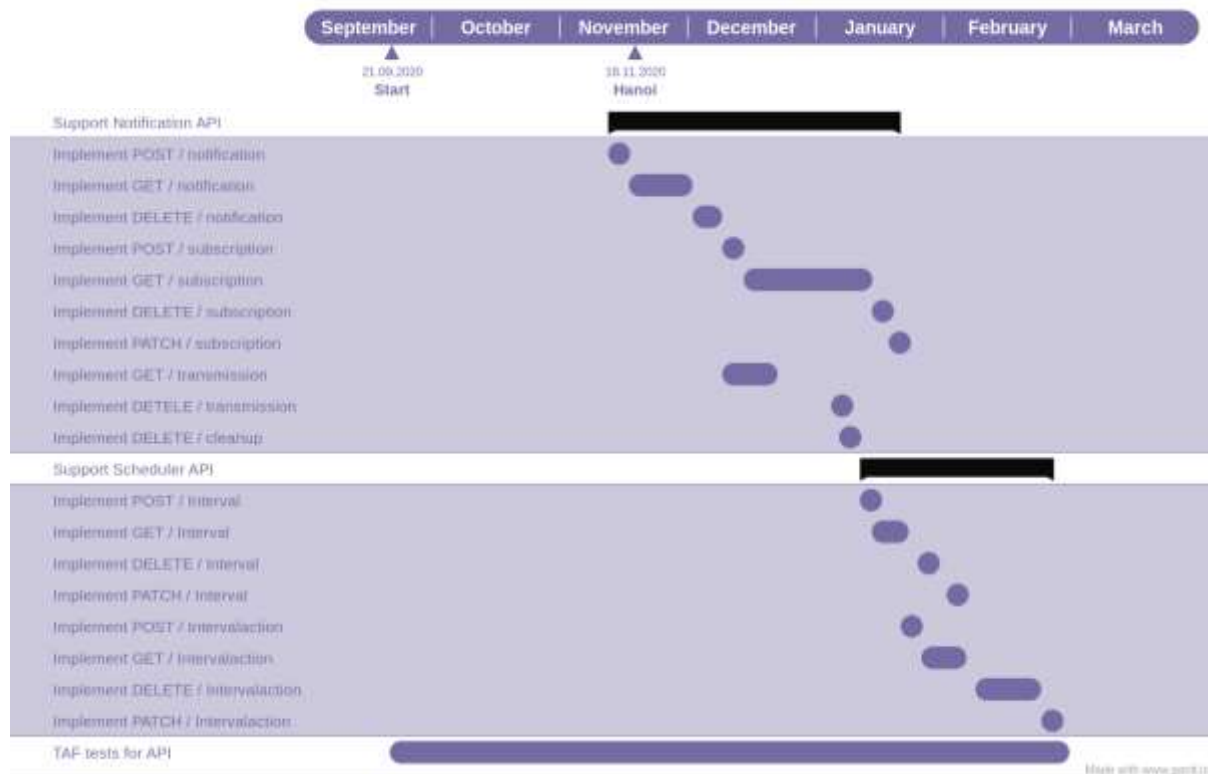 September October November December January February March
21.09.2020 18.11.2020
Start Hanoi
Support Notification API
Implement POST / notification
Implement GET / notification
Implement DELETE / notification
Implement POST / subscription
Implement GET / subscription
Implement DELETE / subscription
Implement PATCH / subscription
Implement GET / transmission
Implement DETELE / transmission
Implement DELETE / cleanup
Support Scheduler API
Implement POST / Interval
Implement GET / Interval
Implement DELETE / Interval
Implement PATCH / Interval
Implement POST / Intervalaction
Implement GET / Intervalaction
Implement DELETE / Intervalaction
Implement PATCH / Intervalaction
TAF tests for API
Made with